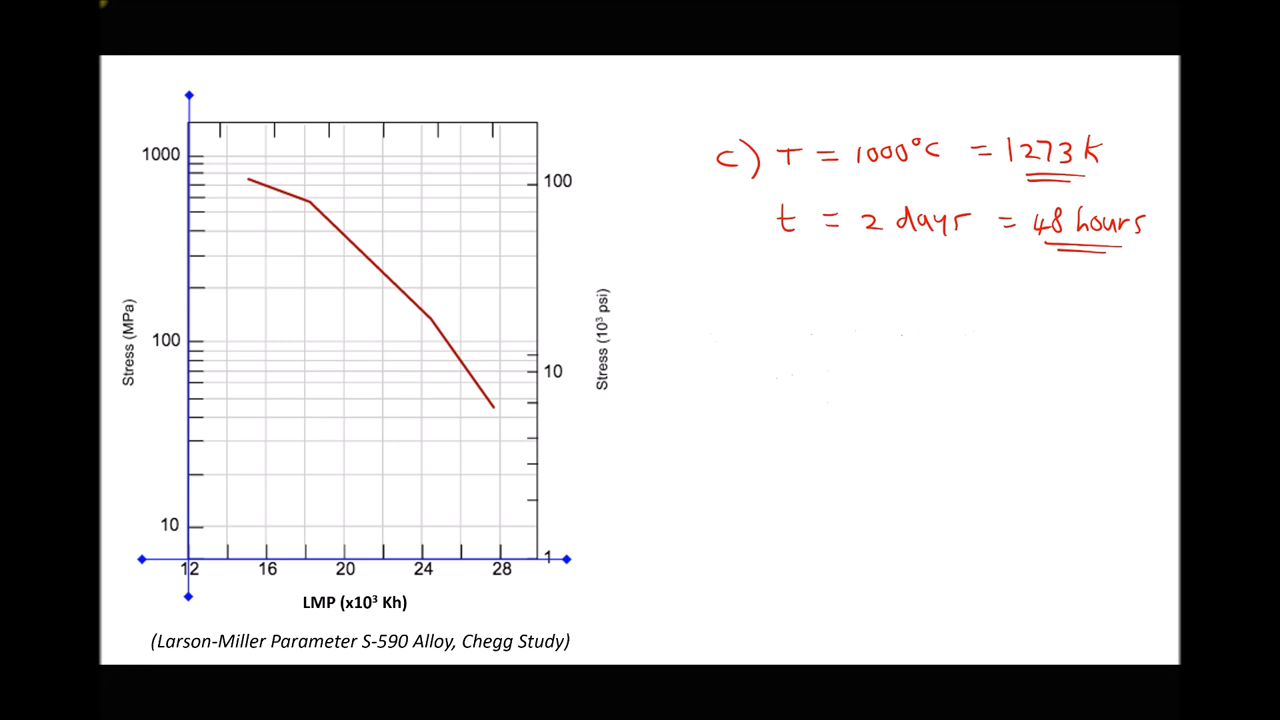 1000
100
10
Stress (MPa)
100
10
1
Stress (10³ psi)
12 16 20 24 28
LMP (x10³ Kh)
(Larson-Miller Parameter S-590 Alloy, Chegg Study)
c) T = 1000°C = 1273 K
t = 2 days = 48 hours